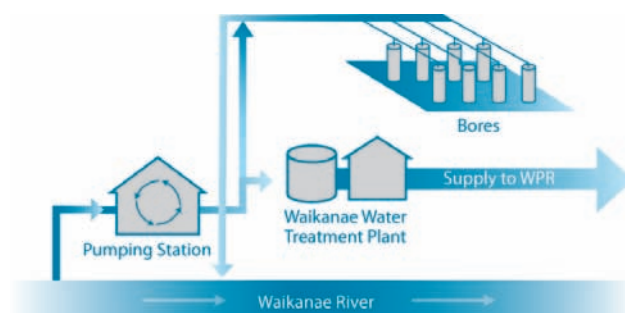 Bores
Supply to WPR
Waikanae Water
Treatment Plant
Pumping Station
Waikanae River